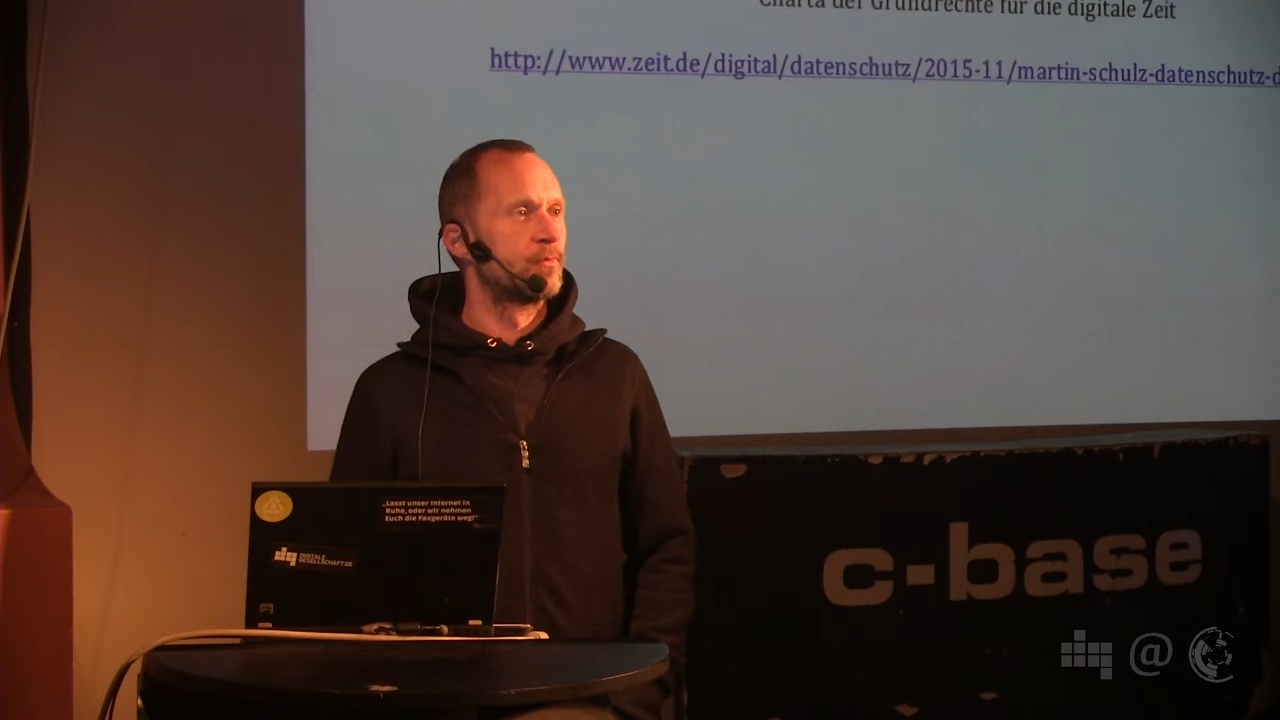 Charta der Grundrechte für die digitale Zeit
http://www.zeit.de/digital/datenschutz/2015-11/martin-schulz-datenschutz-d
„Lasst unser Internet in
Ruhe, oder wir nehmen
Euch die Faxgeräte weg!"
DIGITALE
GESELLSCHAFT.DE
c-base
@